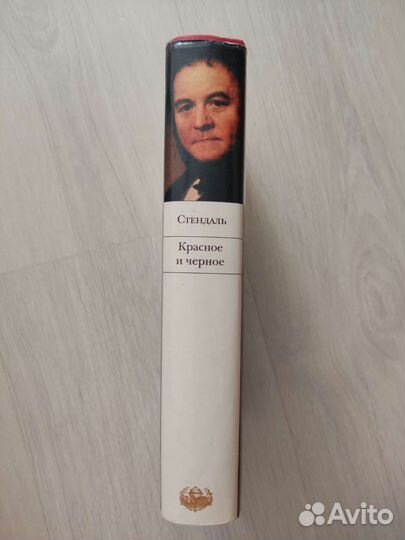 Стендаль
Красное
и черное
Avito